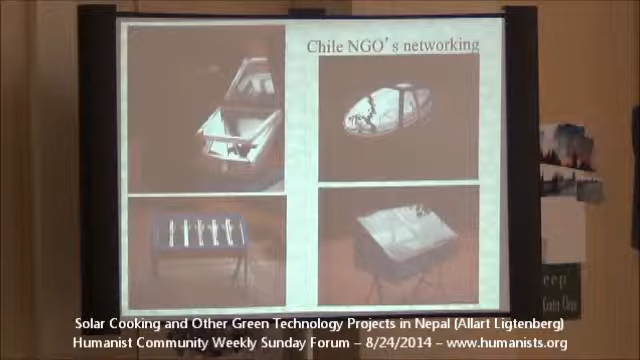 Chile NGO's networking
Solar Cooking and Other Green Technology Projects in Nepal (Allart Ligtenberg)
Humanist Community Weekly Sunday Forum – 8/24/2014 – www.humanists.org